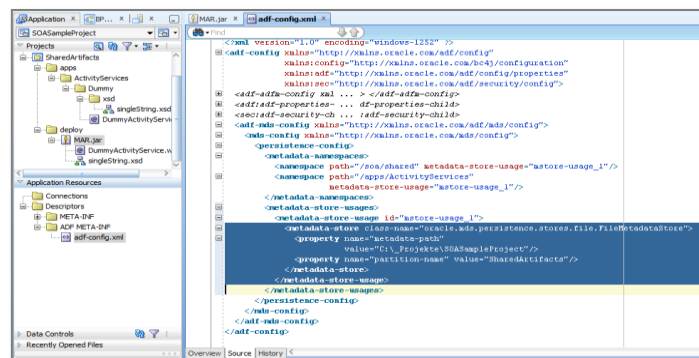 Application
BP...
SOASampleProject
Projects
SharedArtifacts
apps
ActivityServices
Dummy
xsd
singleString.xsd
DummyActivityServi
deploy
MAR.jar
DummyActivityService.w
singleString.xsd
Application Resources
Connections
Descriptors
META-INF
ADF META-INF
adf-config.xml
Data Controls
Recently Opened Files
MAR.jar
adf-config.xml
Find
<?xml version="1.0" encoding="windows-1252" ?>
<adf-config xmlns="http://xmlns.oracle.com/adf/config"
xmlns:config="http://xmlns.oracle.com/bc4j/configuration"
xmlns:adf="http://xmlns.oracle.com/adf/config/properties"
xmlns:sec="http://xmlns.oracle.com/adf/security/config">
<adf-adfm-config xml ... > </adf-adfm-config>
<adf:adf-properties- ... df-properties-child>
<sec:adf-security-ch ... :adf-security-child>
<adf-mds-config xmlns="http://xmlns.oracle.com/adf/mds/config">
<mds-config xmlns="http://xmlns.oracle.com/mds/config">
<persistence-config>
<metadata-namespaces>
<namespace path="/soa/shared" metadata-store-usage="mstore-usage_1"/>
<namespace path="/apps/ActivityServices"
metadata-store-usage="mstore-usage_1"/>
</metadata-namespaces>
<metadata-store-usages>
<metadata-store-usage id="mstore-usage_1">
<metadata-store class-name="oracle.mds.persistence.stores.file.FileMetadataStore">
<property name="metadata-path"
value="C:\_Projekte\SOASampleProject"/>
<property name="partition-name" value="SharedArtifacts"/>
</metadata-store>
</metadata-store-usage>
</metadata-store-usages>
</persistence-config>
</mds-config>
</adf-mds-config>
</adf-config>
Overview Source History